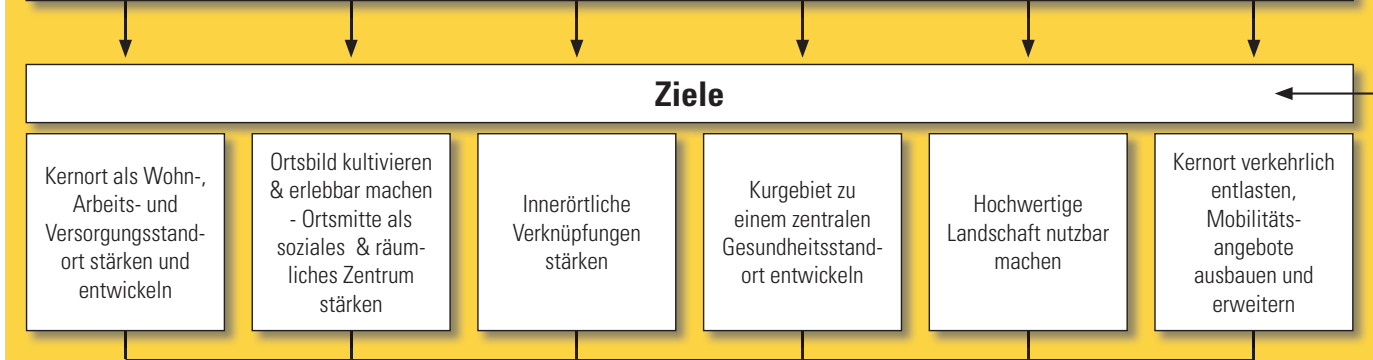 Ziele
Kernort als Wohn-,
Arbeits- und
Versorgungsstand-
ort stärken und
entwickeln
Ortsbild kultivieren
& erlebbar machen
- Ortsmitte als
soziales & räum-
liches Zentrum
stärken
Innerörtliche
Verknüpfungen
stärken
Kurgebiet zu
einem zentralen
Gesundheitsstand-
ort entwickeln
Hochwertige
Landschaft nutzbar
machen
Kernort verkehrlich
entlasten,
Mobilitäts-
angebote
ausbauen und
erweitern